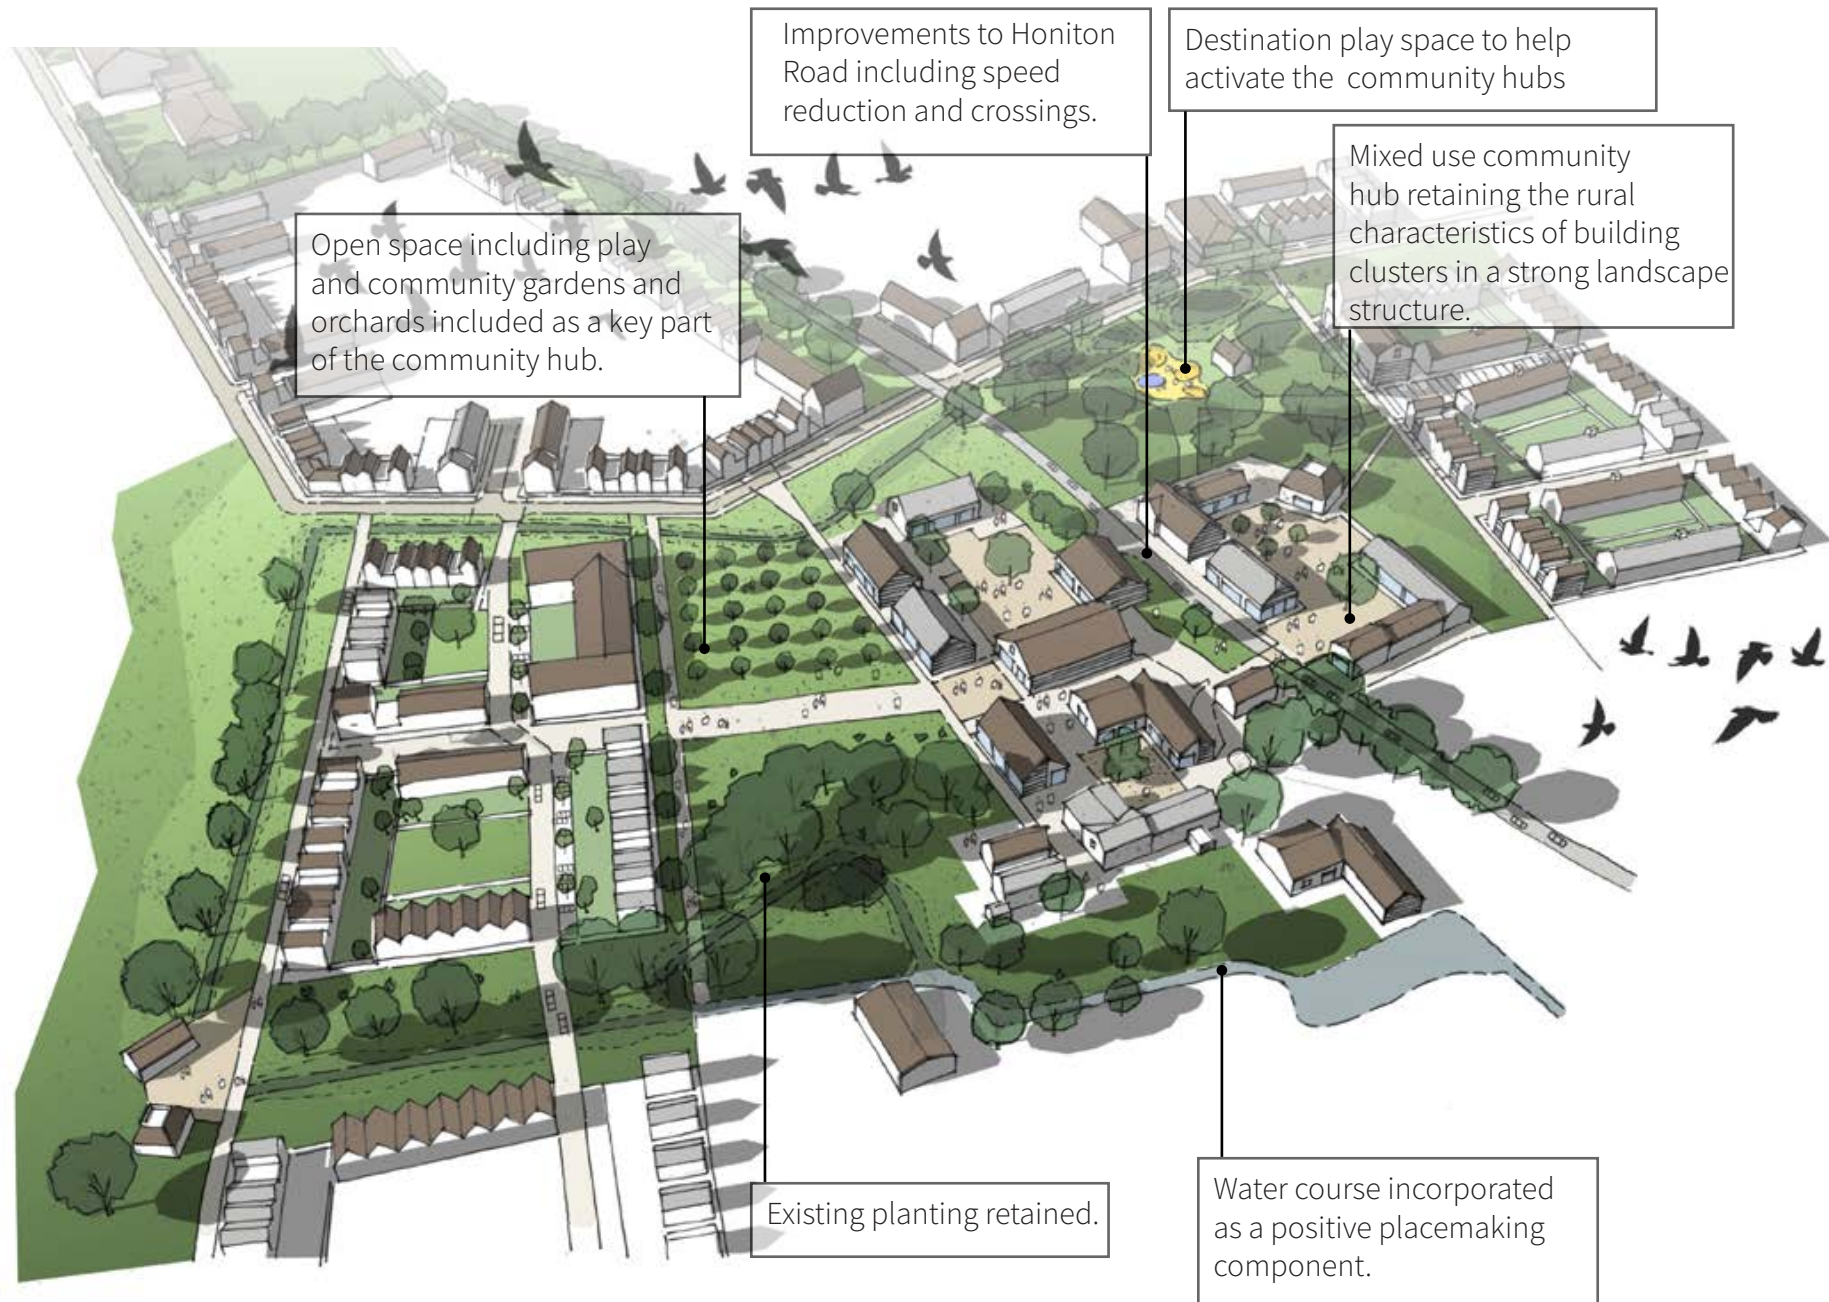 Improvements to Honiton
Road including speed
reduction and crossings.
Destination play space to help
activate the  community hubs
Mixed use community
hub retaining the rural
characteristics of building
clusters in a strong landscape
structure.
Open space including play
and community gardens and
orchards included as a key part
of the community hub.
Existing planting retained.
Water course incorporated
as a positive placemaking
component.